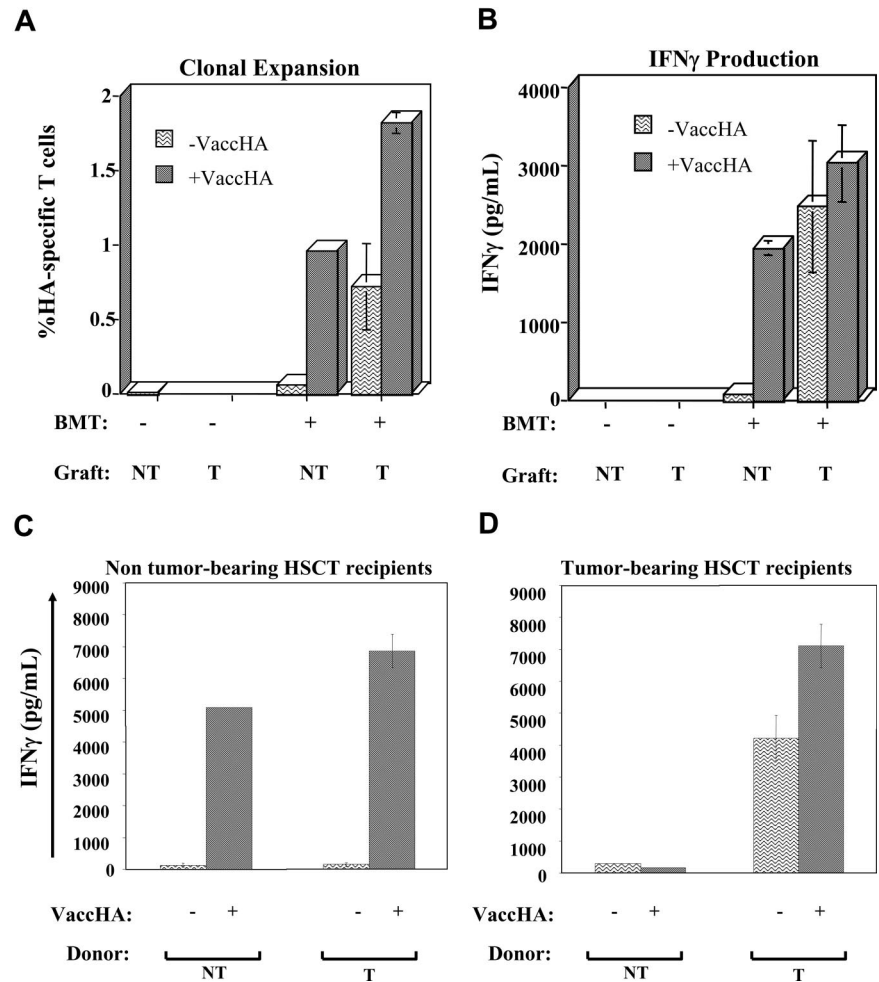 A
Clonal Expansion
%HA-specific T cells
2
1.5
1
0.5
0
-VaccHA
+VaccHA
BMT: - - + +
Graft: NT T NT T
B
IFNγ Production
IFNγ (pg/mL)
4000
3000
2000
1000
0
-VaccHA
+VaccHA
BMT: - - + +
Graft: NT T NT T
C
Non tumor-bearing HSCT recipients
IFNγ (pg/mL)
9000
8000
7000
6000
5000
4000
3000
2000
1000
0
VaccHA: - + - +
Donor: NT T
D
Tumor-bearing HSCT recipients
9000
8000
7000
6000
5000
4000
3000
2000
1000
0
VaccHA: - + - +
Donor: NT T